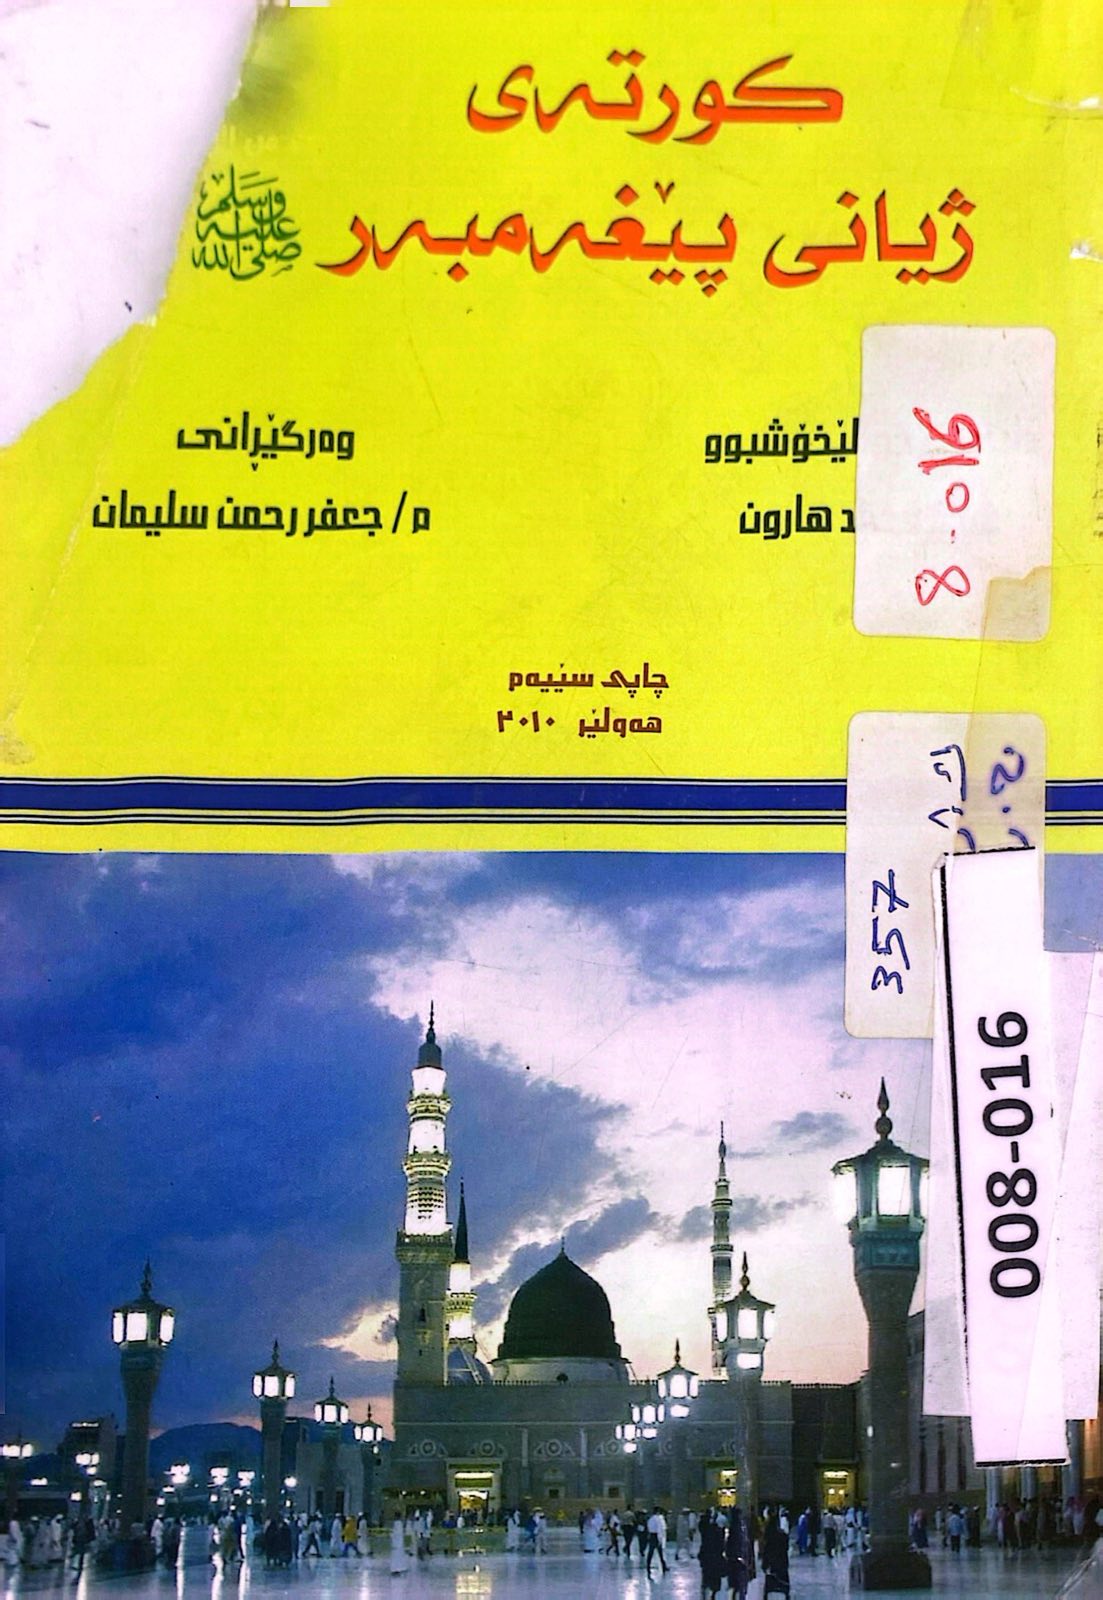 کورتەی
ژیانی پێغەمبەر ﷺ
لێخۆشبوو
هارون
وەرگێڕانی
م/ جعفر رحمن سلیمان
چاپی سێیەم
هەولێر ٢٠١٠
8-016
357
008-016